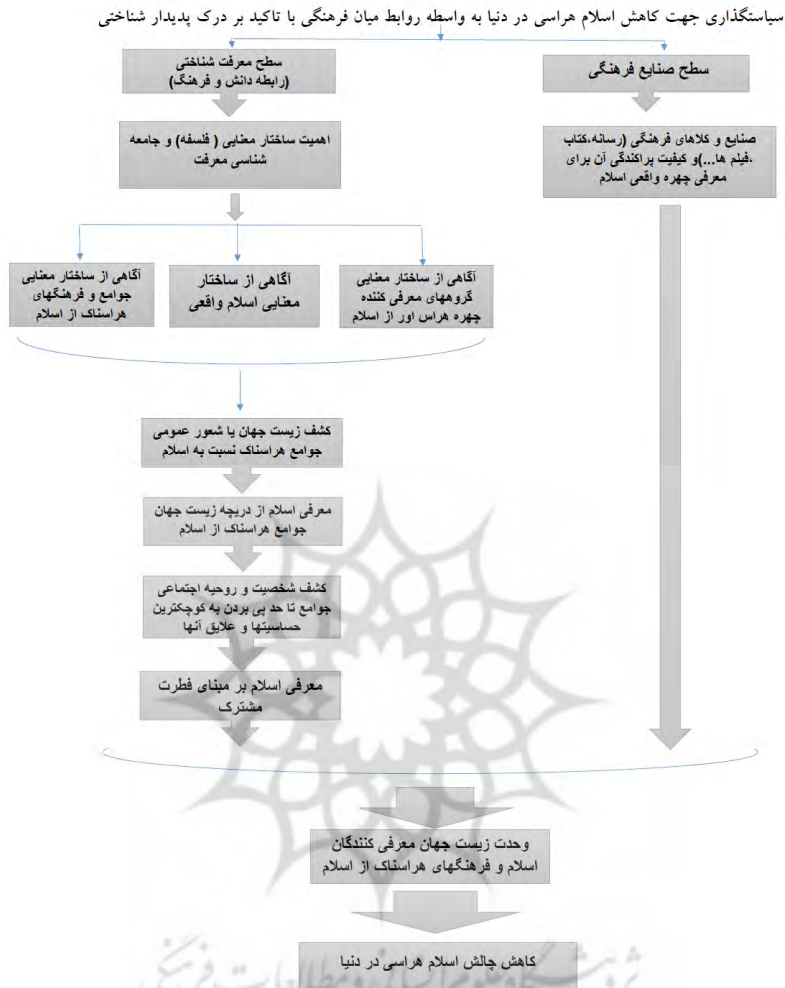 سیاستگذاری جهت کاهش اسلام هراسی در دنیا به واسطه روابط میان فرهنگی با تاکید بر درک پدیدار شناختی
سطح صنایع فرهنگی
صنایع و کلاهای فرهنگی (رسانه،کتاب
،فیلم ها...)و کیفیت پراکندگی آن برای
معرفی چهره واقعی اسلام
سطح معرفت شناختی
(رابطه دانش و فرهنگ)
اهمیت ساختار معنایی ( فلسفه) و جامعه
شناسی معرفت
آگاهی از ساختار معنایی
گروههای معرفی کننده
چهره هراس اور از اسلام
آگاهی از ساختار
معنایی اسلام واقعی
آگاهی از ساختار معنایی
جوامع و فرهنگهای
هراسناک از اسلام
کشف زیست جهان یا شعور عمومی
جوامع هراسناک نسبت به اسلام
معرفی اسلام از دریچه زیست جهان
جوامع هراسناک از اسلام
کشف شخصیت و روحیه اجتماعی
جوامع تا حد پی بردن به کوچکترین
حساسیتها و علایق آنها
معرفی اسلام بر مبنای فطرت
مشترک
وحدت زیست جهان معرفی کنندگان
اسلام و فرهنگهای هراسناک از اسلام
کاهش چالش اسلام هراسی در دنیا